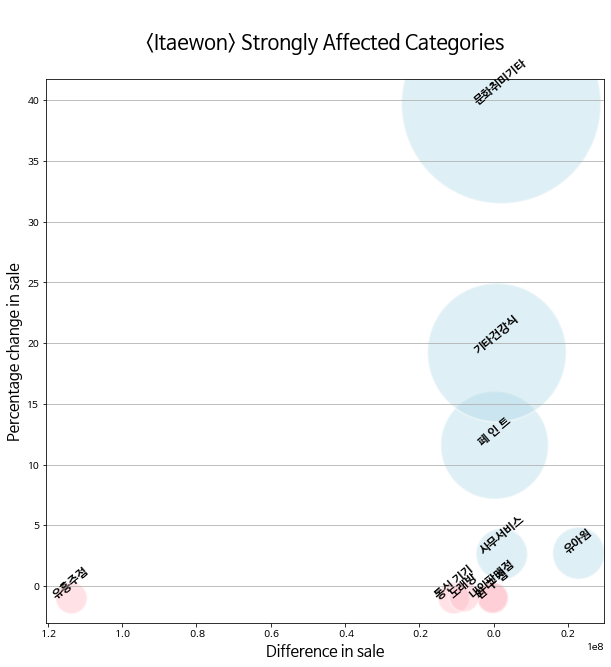 <Itaewon> Strongly Affected Categories
문화취미기타
40
35
30
25
기타건강식
20
15
페 인 트
10
사무서비스
유아원
5
유흥주점
통신 기기
노래방
0
1.2
1.0
0.8
0.6
0.4
0.2
0.0
0.2
1e8
Percentage change in sale
Difference in sale